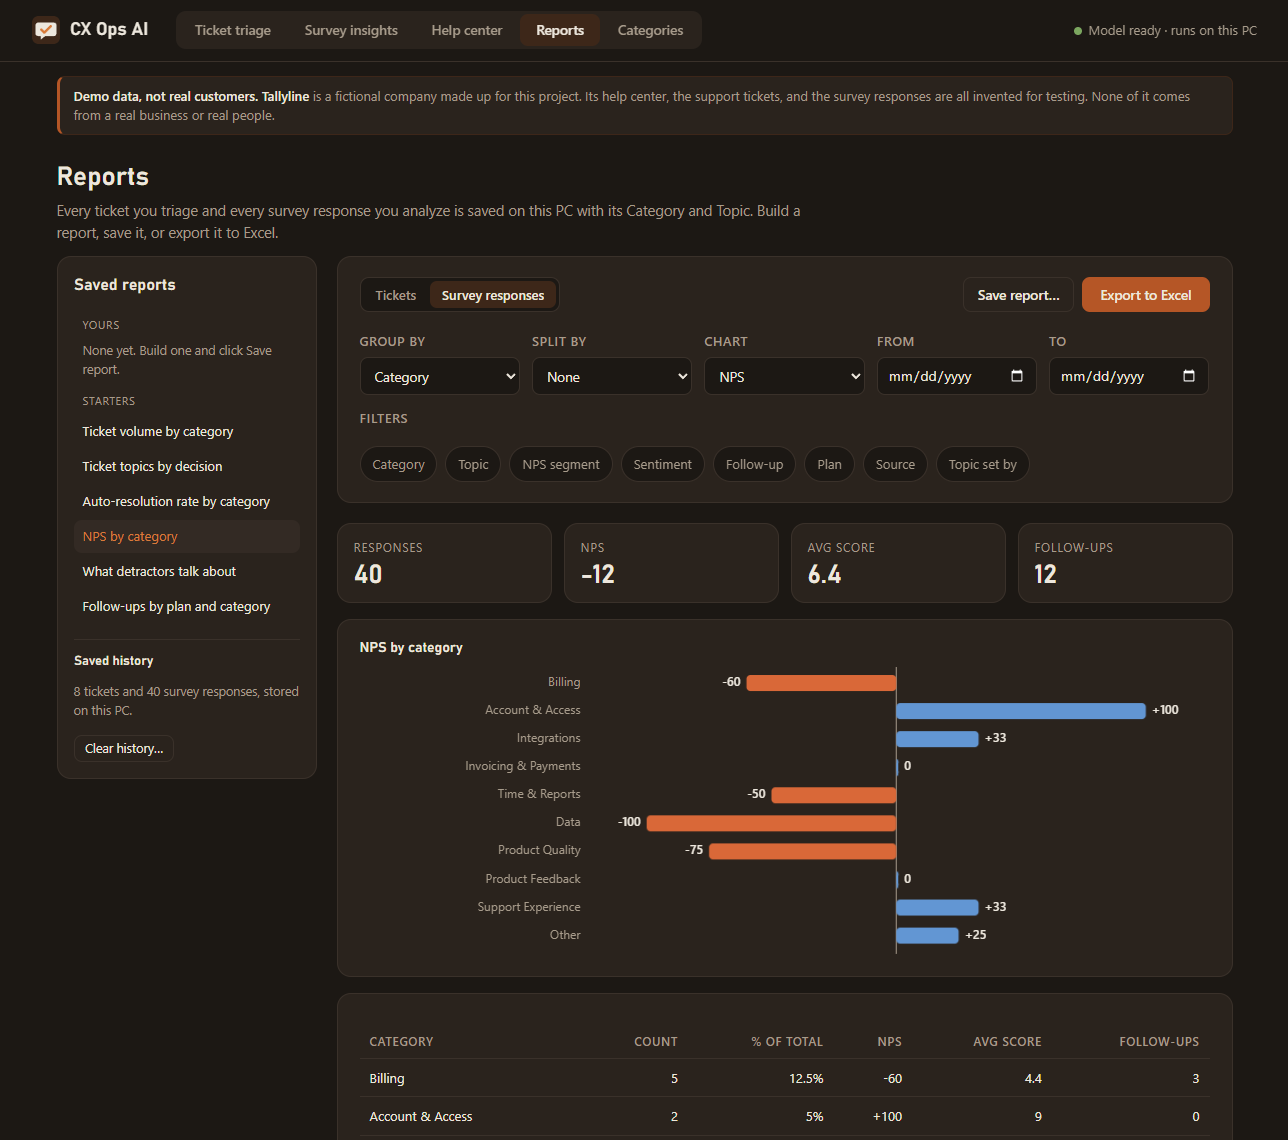 CX Ops AI
Ticket triage
Survey insights
Help center
Reports
Categories
Model ready · runs on this PC
Demo data, not real customers. Tallyline is a fictional company made up for this project. Its help center, the support tickets, and the survey responses are all invented for testing. None of it comes
from a real business or real people.
Reports
Every ticket you triage and every survey response you analyze is saved on this PC with its Category and Topic. Build a
report, save it, or export it to Excel.
Saved reports
YOURS
None yet. Build one and click Save
report.
STARTERS
Ticket volume by category
Ticket topics by decision
Auto-resolution rate by category
NPS by category
What detractors talk about
Follow-ups by plan and category
Saved history
8 tickets and 40 survey responses, stored
on this PC.
Clear history...
Tickets
Survey responses
Save report...
Export to Excel
GROUP BY
SPLIT BY
CHART
FROM
TO
Category
None
NPS
mm/dd/yyyy
mm/dd/yyyy
FILTERS
Category
Topic
NPS segment
Sentiment
Follow-up
Plan
Source
Topic set by
RESPONSES
40
NPS
-12
AVG SCORE
6.4
FOLLOW-UPS
12
NPS by category
Billing -60
Account & Access +100
Integrations +33
Invoicing & Payments 0
Time & Reports -50
Data -100
Product Quality -75
Product Feedback 0
Support Experience +33
Other +25
CATEGORY COUNT % OF TOTAL NPS AVG SCORE FOLLOW-UPS
Billing 5 12.5% -60 4.4 3
Account & Access 2 5% +100 9 0